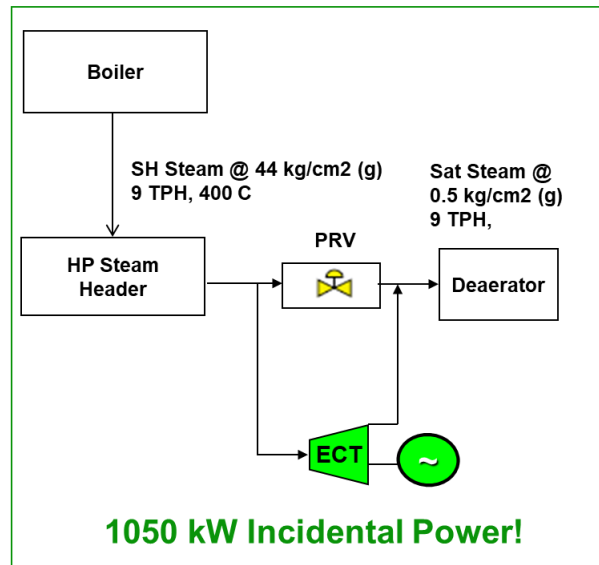 Boiler
SH Steam @ 44 kg/cm2 (g)
9 TPH, 400 C
Sat Steam @
0.5 kg/cm2 (g)
9 TPH,
PRV
HP Steam
Header
Deaerator
ECT
~
1050 kW Incidental Power!